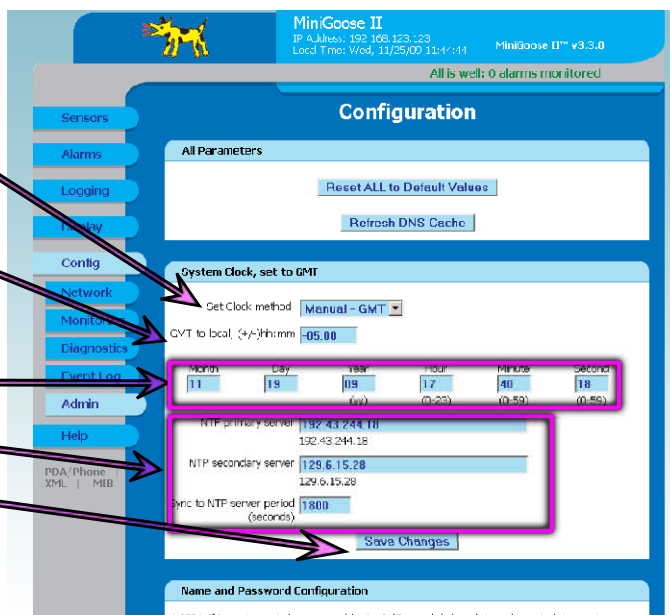 MiniGoose II
IP Address: 192.168.123.123
Local Time: Wed, 11/25/09 11:44:44
MiniGoose II™ v3.3.0
All is well: 0 alarms monitored
Configuration
Sensors
Alarms
Logging
Display
Config
Network
Monitoring
Diagnostics
Event Log
Admin
Help
PDA/Phone |
XML | MIB
All Parameters
Reset ALL to Default Values
Refresh DNS Cache
System Clock, set to GMT
Set Clock method Manual - GMT
GMT to local, (+/-)hh:mm -05.00
Month Day Year Hour Minute Second
11 19 09 17 40 18
(yy) (0-23) (0-59) (0-59)
NTP primary server 192.43.244.18
192.43.244.18
NTP secondary server 129.6.15.28
129.6.15.28
Sync to NTP server period 1800
(seconds)
Save Changes
Name and Password Configuration